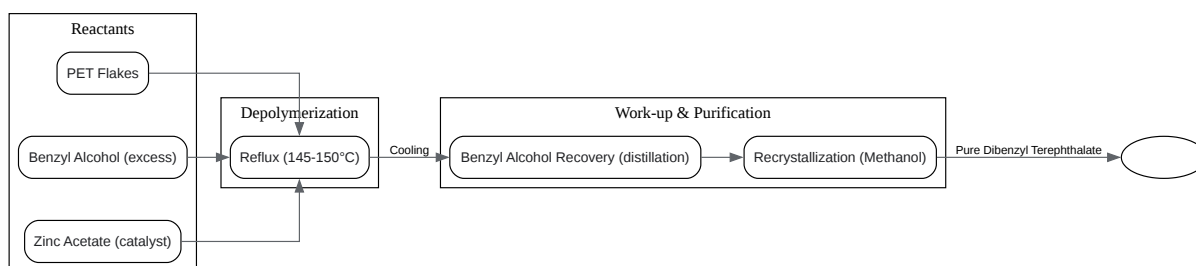 Reactants
PET Flakes
Depolymerization
Work-up & Purification
Benzyl Alcohol (excess)
Reflux (145-150°C)
Cooling
Benzyl Alcohol Recovery (distillation)
Recrystallization (Methanol)
Pure Dibenzyl Terephthalate
Zinc Acetate (catalyst)